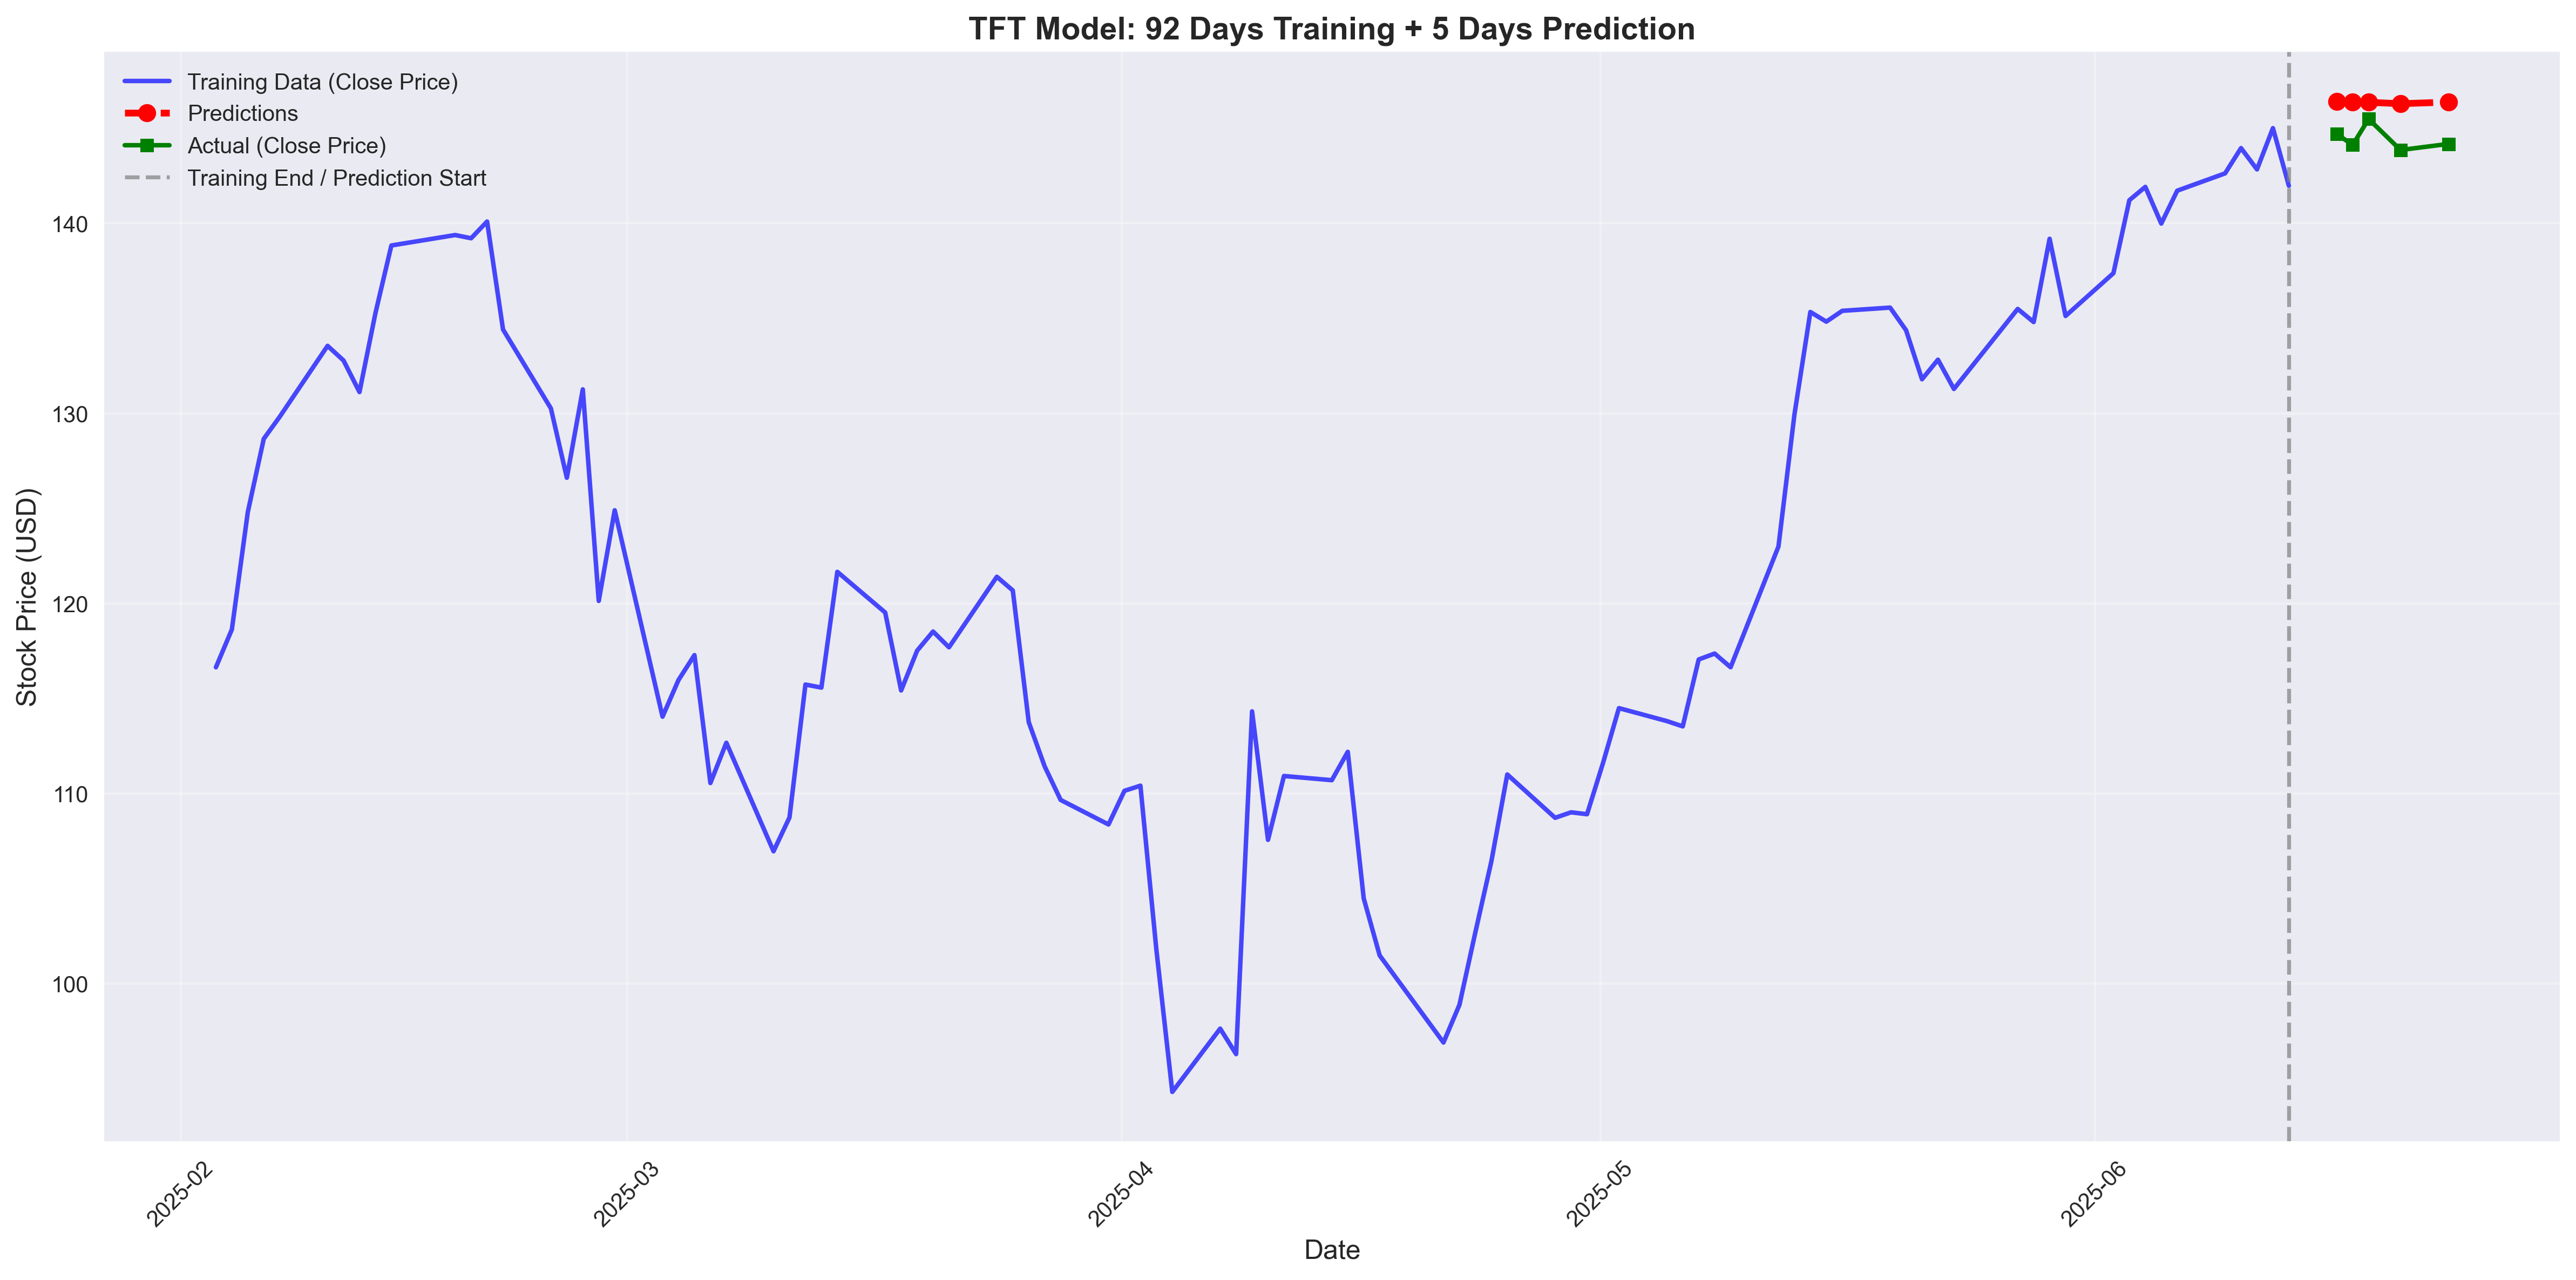 TFT Model: 92 Days Training + 5 Days Prediction
Training Data (Close Price)
Predictions
Actual (Close Price)
Training End / Prediction Start
Stock Price (USD)
140
130
120
110
100
2025-02
2025-03
2025-04
2025-05
2025-06
Date